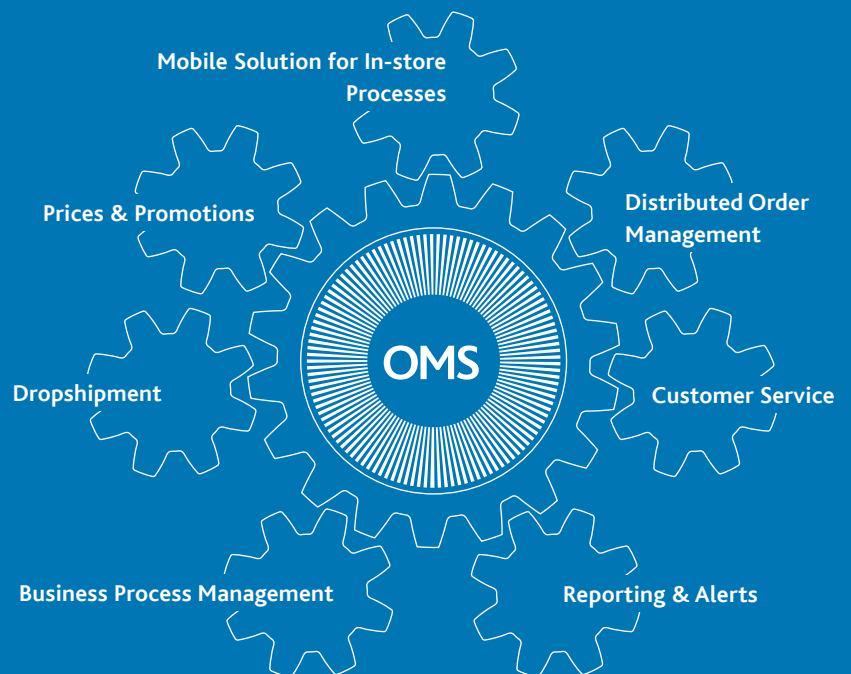 Mobile Solution for In-store
Processes
Prices & Promotions
Distributed Order
Management
OMS
Dropshipment
Customer Service
Business Process Management
Reporting & Alerts